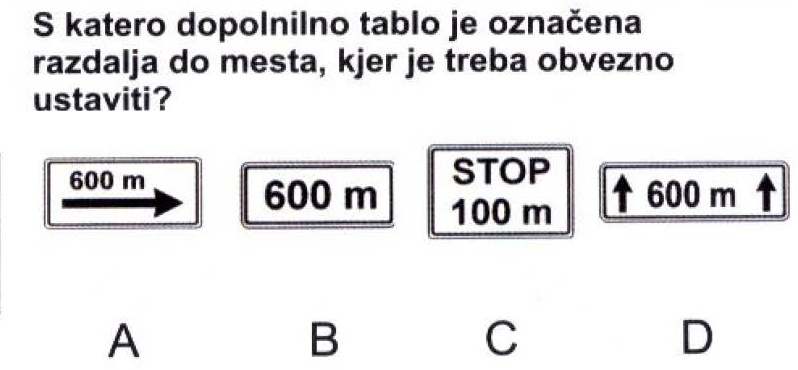 S katero dopolnilno tablo je označena
razdalja do mesta, kjer je treba obvezno
ustaviti?
600 m
600 m
STOP
100 m
600 m
A
B
C
D